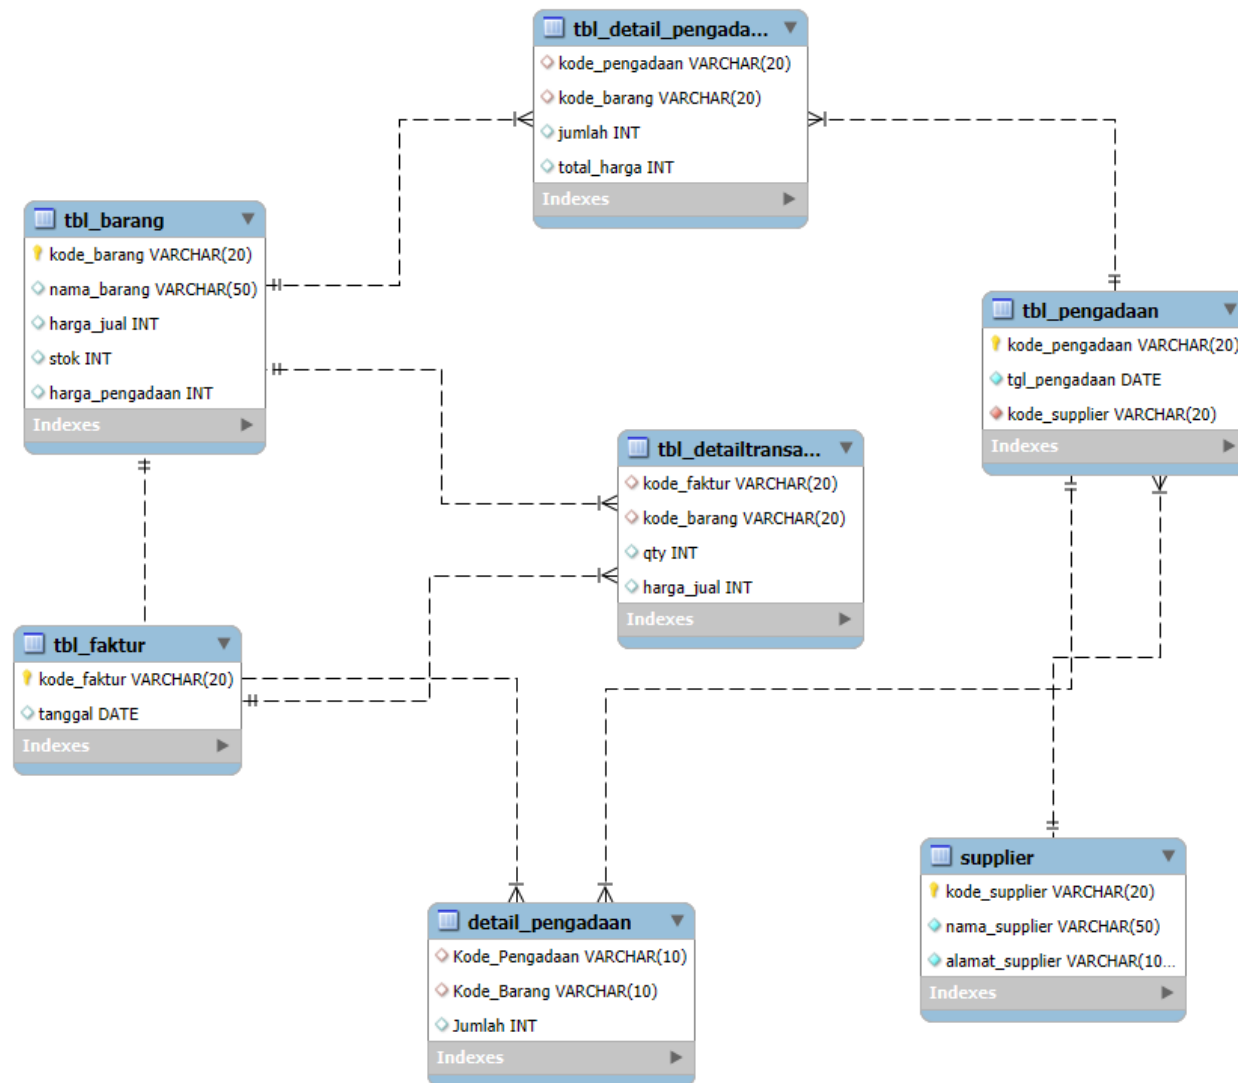 tbl_detail_pengada...
kode_pengadaan VARCHAR(20)
kode_barang VARCHAR(20)
jumlah INT
total_harga INT
Indexes
tbl_barang
kode_barang VARCHAR(20)
nama_barang VARCHAR(50)
harga_jual INT
stok INT
harga_pengadaan INT
Indexes
tbl_pengadaan
kode_pengadaan VARCHAR(20)
tgl_pengadaan DATE
kode_supplier VARCHAR(20)
Indexes
tbl_detailtransa...
kode_faktur VARCHAR(20)
kode_barang VARCHAR(20)
qty INT
harga_jual INT
Indexes
tbl_faktur
kode_faktur VARCHAR(20)
tanggal DATE
Indexes
supplier
kode_supplier VARCHAR(20)
nama_supplier VARCHAR(50)
alamat_supplier VARCHAR(10...
Indexes
detail_pengadaan
Kode_Pengadaan VARCHAR(10)
Kode_Barang VARCHAR(10)
Jumlah INT
Indexes